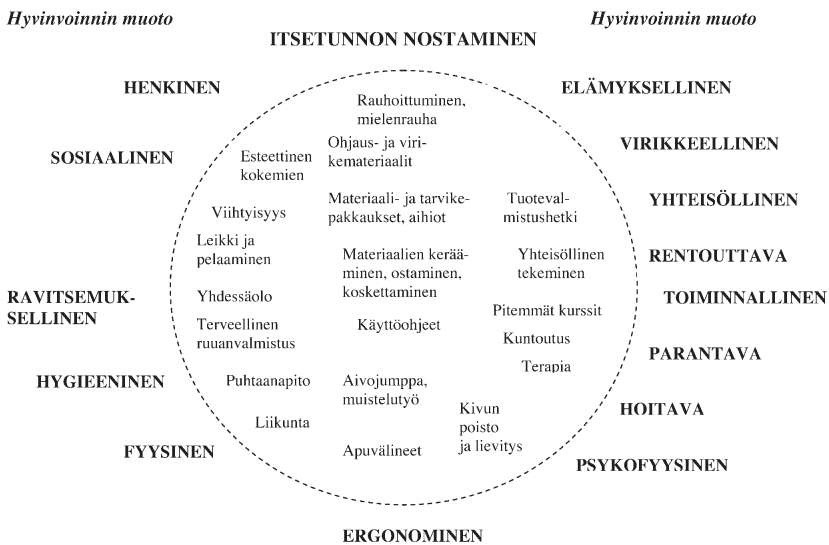 Hyvinvoinnin muoto
Hyvinvoinnin muoto
ITSETUNNON NOSTAMINEN
HENKINEN
ELÄMYKSELLINEN
Rauhoittuminen,
mielenrauha
SOSIAALINEN
VIRIKKEELLINEN
Esteettinen
kokemien
Ohjaus- ja viri-
kemateriaalit
YHTEISÖLLINEN
Viihtyisyys
Materiaali- ja tarvike-
pakkaukset, aihiot
Tuoteval-
mistushetki
Leikki ja
pelaaminen
Materiaalien kerää-
minen, ostaminen,
koskettaminen
Yhteisöllinen
tekeminen
RENTOUTTAVA
RAVITSEMUK-
SELLINEN
Yhdessäolo
TOIMINNALLINEN
Pitemmät kurssit
Terveellinen
ruuanvalmistus
Käyttöohjeet
Kuntoutus
PARANTAVA
Terapia
HYGIEENINEN
Puhtaanapito
Aivojumppa,
muistelutyö
HOITAVA
Liikunta
Kivun
poisto
ja lievitys
FYYSINEN
Apuvälineet
PSYKOFYYSINEN
ERGONOMINEN